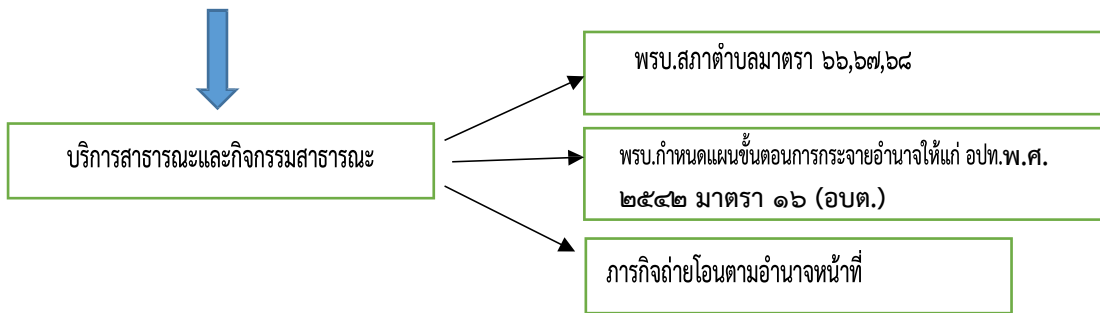 พรบ.สภาตำบลมาตรา ๖๖,๖๗,๖๘
บริการสาธารณะและกิจกรรมสาธารณะ
พรบ.กำหนดแผนขั้นตอนการกระจายอำนาจให้แก่ อปท.พ.ศ.
๒๕๔๒ มาตรา ๑๖ (อบต.)
ภารกิจถ่ายโอนตามอำนาจหน้าที่